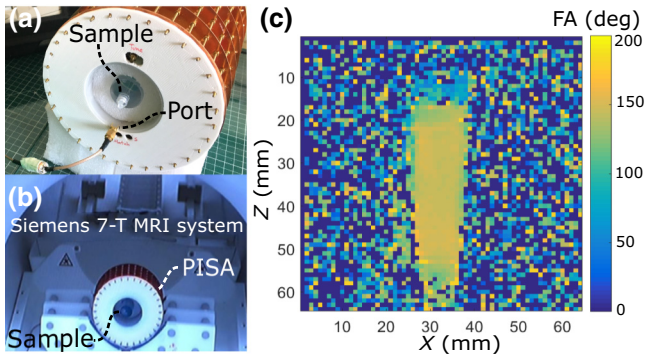 (a)
Sample
Port
(b)
Siemens 7-T MRI system
PISA
Sample
(c)
FA (deg)
200
150
100
50
0
Z (mm)
10
20
30
40
50
60
10 20 30 40 50 60
X (mm)